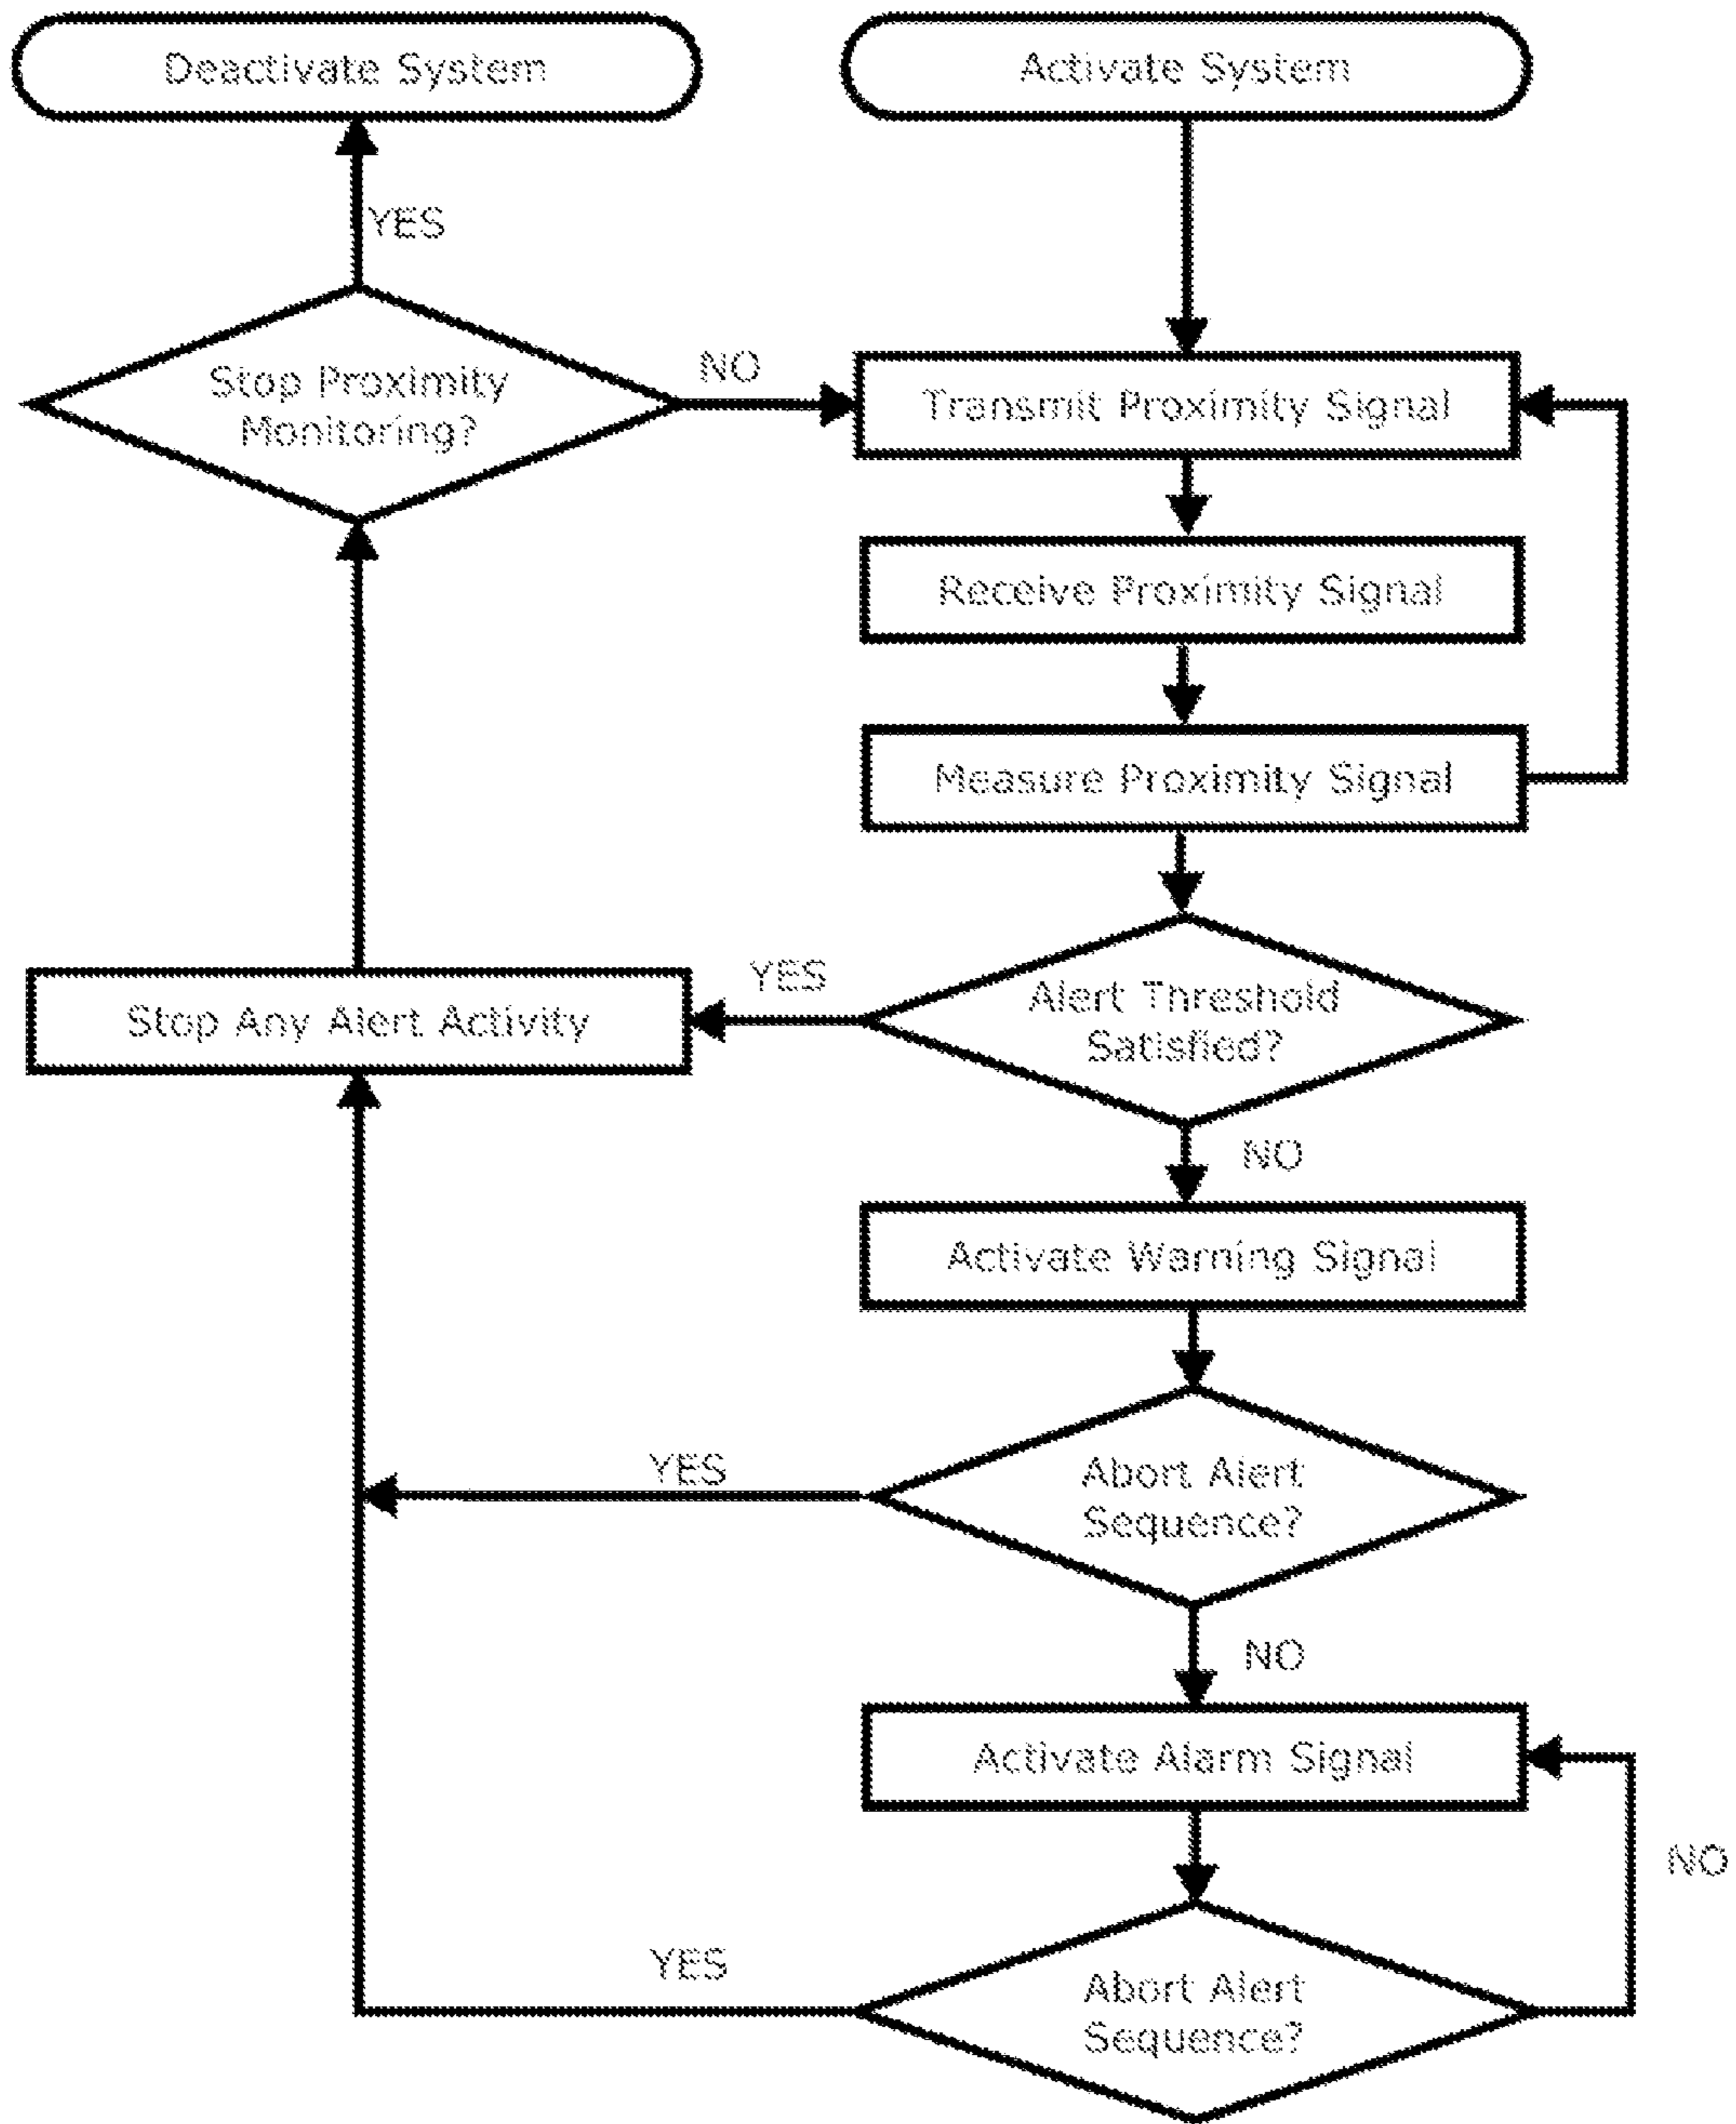 Deactivate System
Activate System
YES
Stop Proximity
Monitoring?
NO
Transmit Proximity Signal
Receive Proximity Signal
Measure Proximity Signal
Stop Any Alert Activity
YES
Alert Threshold
Satisfied?
NO
Activate Warning Signal
YES
Abort Alert
Sequence?
NO
Activate Alarm Signal
NO
YES
Abort Alert
Sequence?